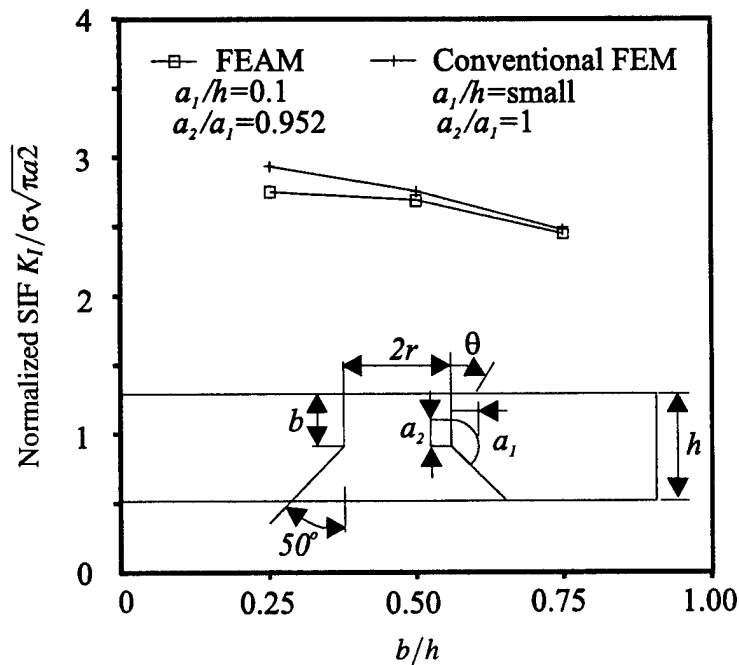 4
FEAM
Conventional FEM
a₁/h=0.1
a₁/h=small
a₂/a₁=0.952
a₂/a₁=1
3
Normalized SIF K_I/σ√πa2
2
2r
θ
b
a₂
a₁
h
1
50°
0
0
0.25
0.50
0.75
1.00
b/h